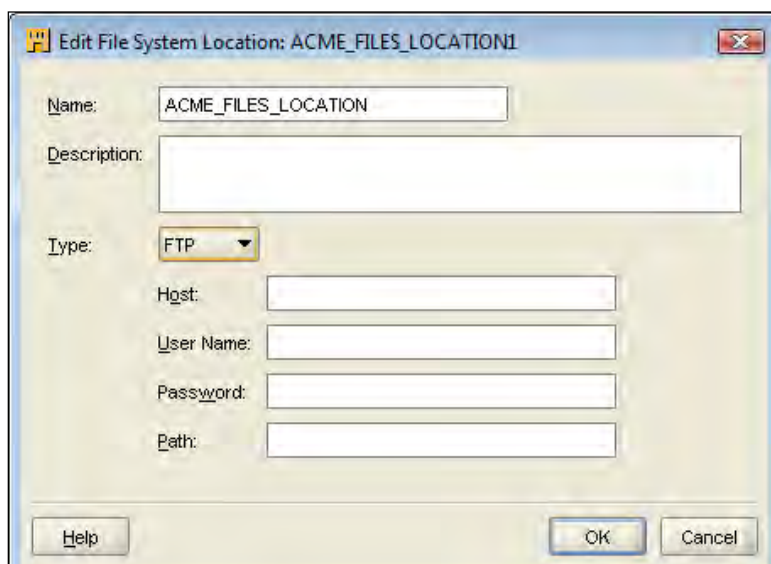 Edit File System Location: ACME_FILES_LOCATION1
Name: ACME_FILES_LOCATION
Description:
Type: FTP
Host:
User Name:
Password:
Path:
Help OK Cancel